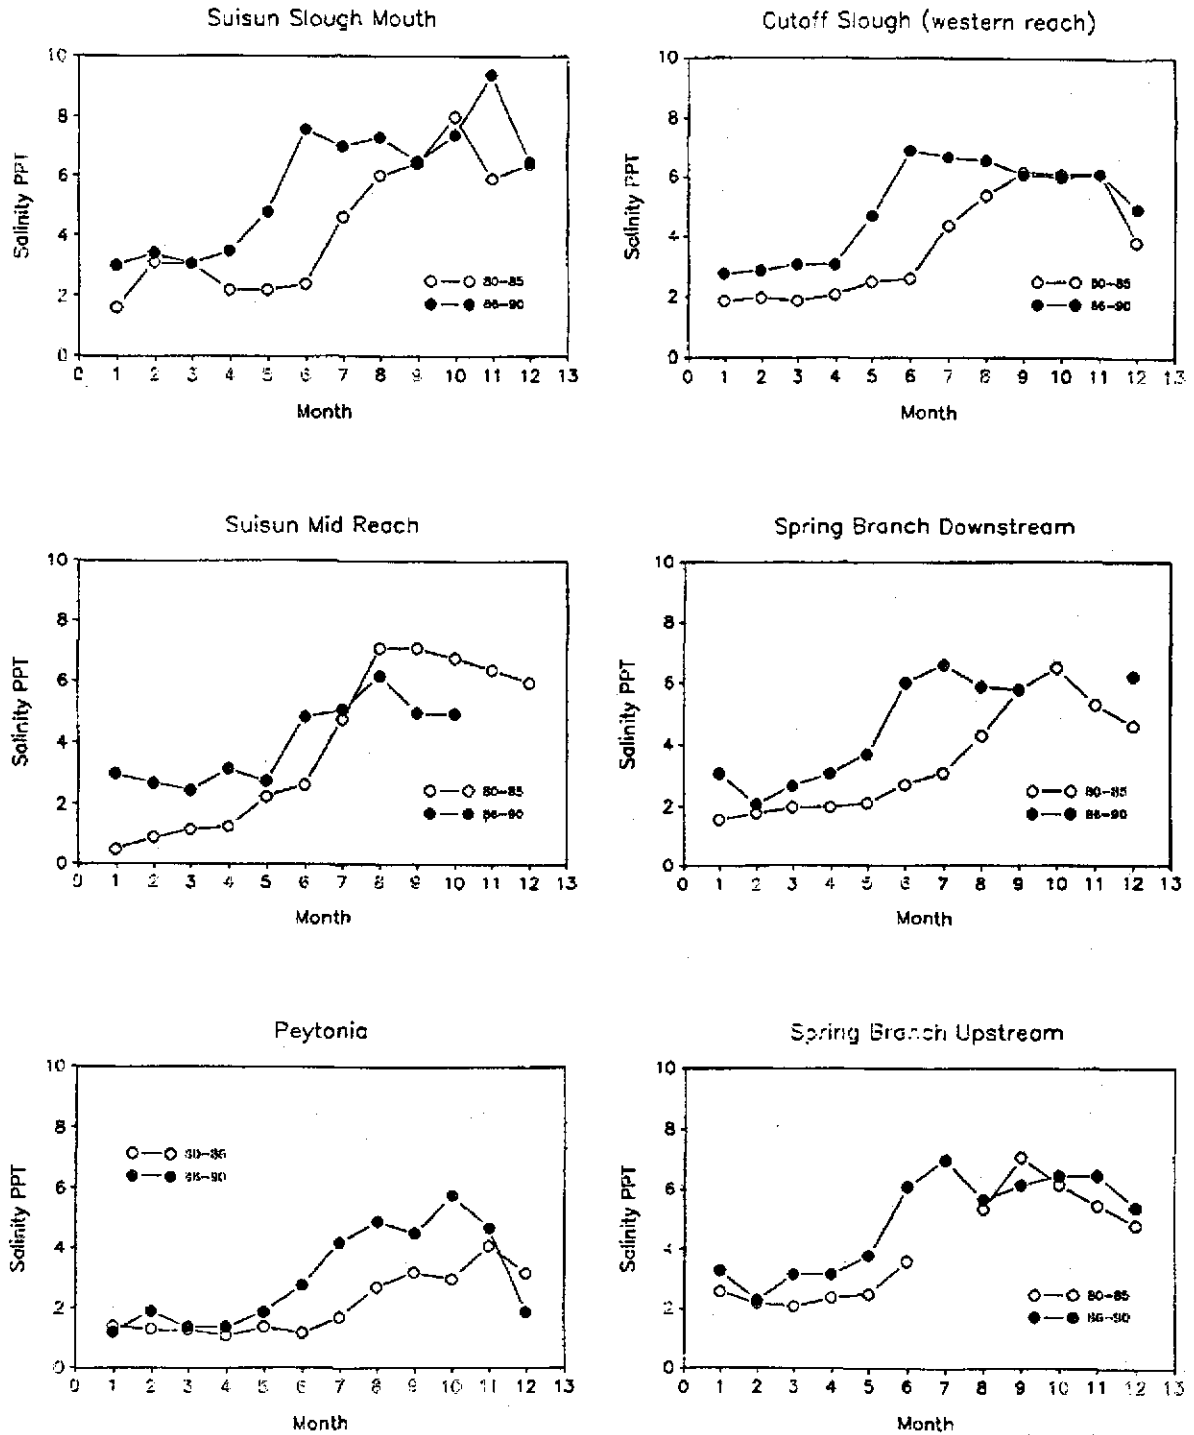 Suisun Slough Mouth
10
8
6
4
2
0
Salinity PPT
80-85
86-90
0 1 2 3 4 5 6 7 8 9 10 11 12 13
Month
Cutoff Slough (western reach)
10
8
6
4
2
0
Salinity PPT
80-85
86-90
0 1 2 3 4 5 6 7 8 9 10 11 12 13
Month
Suisun Mid Reach
10
8
6
4
2
0
Salinity PPT
80-85
86-90
0 1 2 3 4 5 6 7 8 9 10 11 12 13
Month
Spring Branch Downstream
10
8
6
4
2
0
Salinity PPT
80-85
86-90
0 1 2 3 4 5 6 7 8 9 10 11 12 13
Month
Peytonia
10
8
6
4
2
0
Salinity PPT
80-85
86-90
0 1 2 3 4 5 6 7 8 9 10 11 12 13
Month
Spring Branch Upstream
10
8
6
4
2
0
Salinity PPT
80-85
86-90
0 1 2 3 4 5 6 7 8 9 10 11 12 13
Month